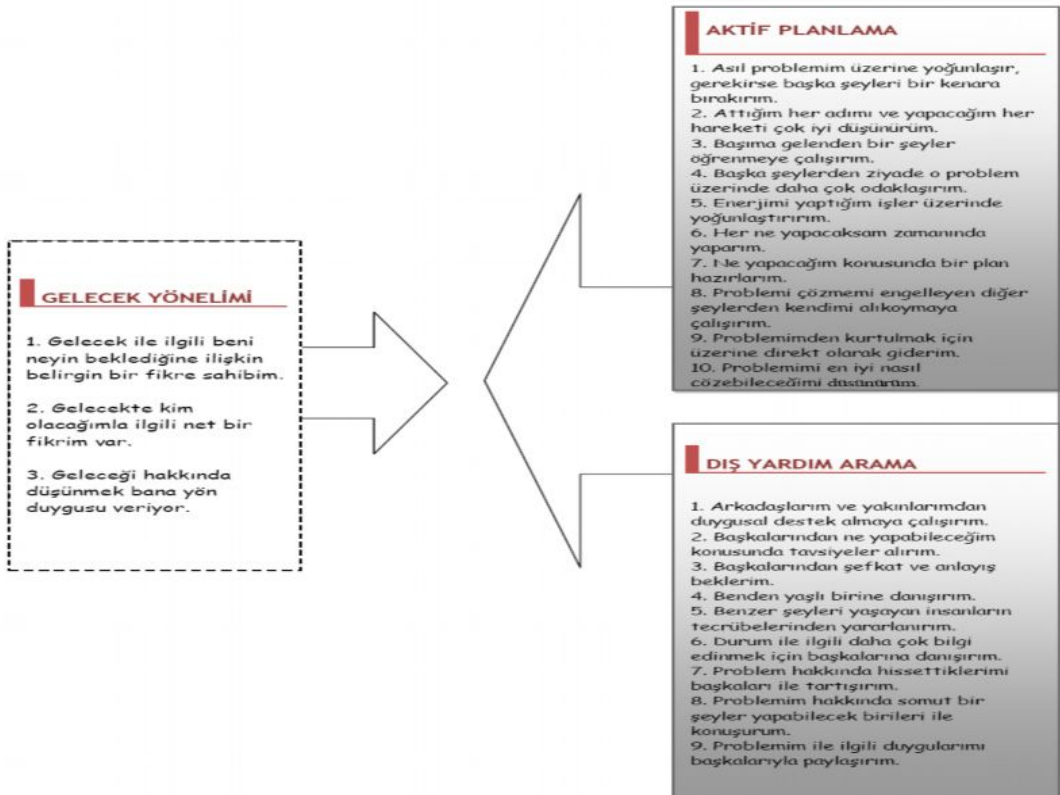 GELECEK YÖNELİMİ
1. Gelecek ile ilgili beni
neyin beklediğine ilişkin
belirgin bir fikre sahibim.
2. Gelecekte kim
olacağımla ilgili net bir
fikrim var.
3. Geleceği hakkında
düşünmek bana yön
duygusu veriyor.
AKTİF PLANLAMA
1. Asıl problemim üzerine yoğunlaşır,
gerekirse başka şeyleri bir kenara
bırakırım.
2. Attığım her adımı ve yapacağım her
hareketi çok iyi düşünürüm.
3. Başıma gelenden bir şeyler
öğrenmeye çalışırım.
4. Başka şeylerden ziyade o problem
üzerinde daha çok odaklaşırım.
5. Enerjimi yaptığım işler üzerinde
yoğunlaştırırım.
6. Her ne yapacaksam zamanında
yaparım.
7. Ne yapacağım konusunda bir plan
hazırlarım.
8. Problemi çözmemi engelleyen diğer
şeylerden kendimi alıkoymaya
çalışırım.
9. Problemimden kurtulmak için
üzerine direkt olarak giderim.
10. Problemimi en iyi nasıl
çözebileceğimi düşünürüm.
DIŞ YARDIM ARAMA
1. Arkadaşlarım ve yakınlarımdan
duygusal destek almaya çalışırım.
2. Başkalarından ne yapabileceğim
konusunda tavsiyeler alırım.
3. Başkalarından şefkat ve anlayış
beklerim.
4. Benden yaşlı birine danışırım.
5. Benzer şeyleri yaşayan insanların
tecrübelerinden yararlanırım.
6. Durum ile ilgili daha çok bilgi
edinmek için başkalarına danışırım.
7. Problem hakkında hissettiklerimi
başkaları ile tartışırım.
8. Problemim hakkında somut bir
şeyler yapabilecek birileri ile
konuşurum.
9. Problemim ile ilgili duygularımı
başkalarıyla paylaşırım.